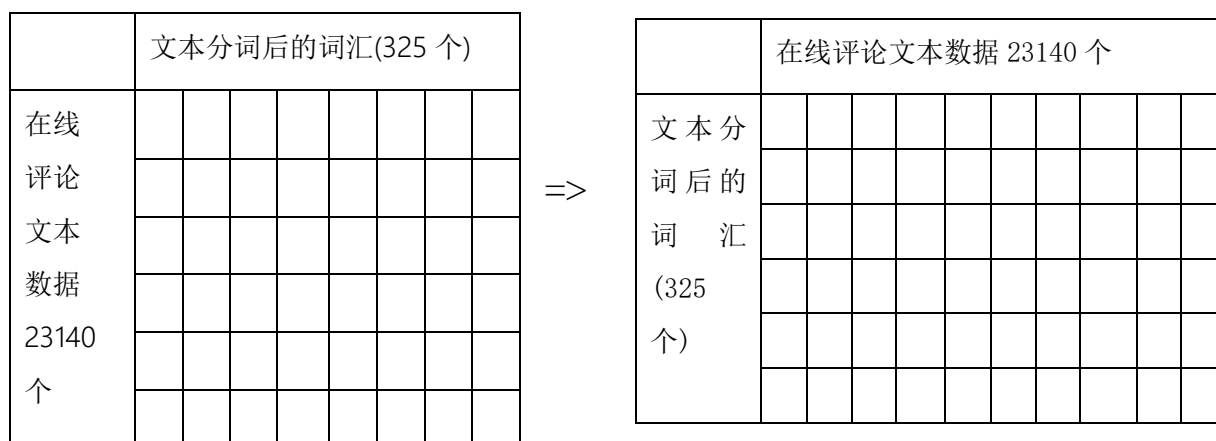 文本分词后的词汇(325 个)
在线
评论
文本
数据
23140
个
=>
在线评论文本数据 23140 个
文本分
词后的
词 汇
(325
个)